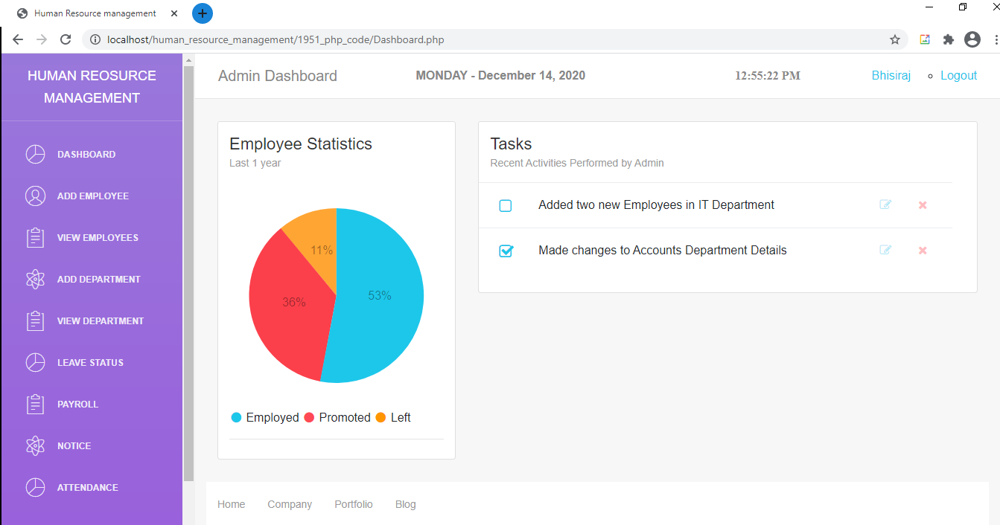 Human Resource management
localhost/human_resource_management/1951_php_code/Dashboard.php
HUMAN REOSURCE
MANAGEMENT
DASHBOARD
ADD EMPLOYEE
VIEW EMPLOYEES
ADD DEPARTMENT
VIEW DEPARTMENT
LEAVE STATUS
PAYROLL
NOTICE
ATTENDANCE
Admin Dashboard MONDAY - December 14, 2020 12:55:22 PM Bhisiraj Logout
Employee Statistics
Last 1 year
11%
36%
53%
Employed Promoted Left
Tasks
Recent Activities Performed by Admin
Added two new Employees in IT Department
Made changes to Accounts Department Details
Home Company Portfolio Blog